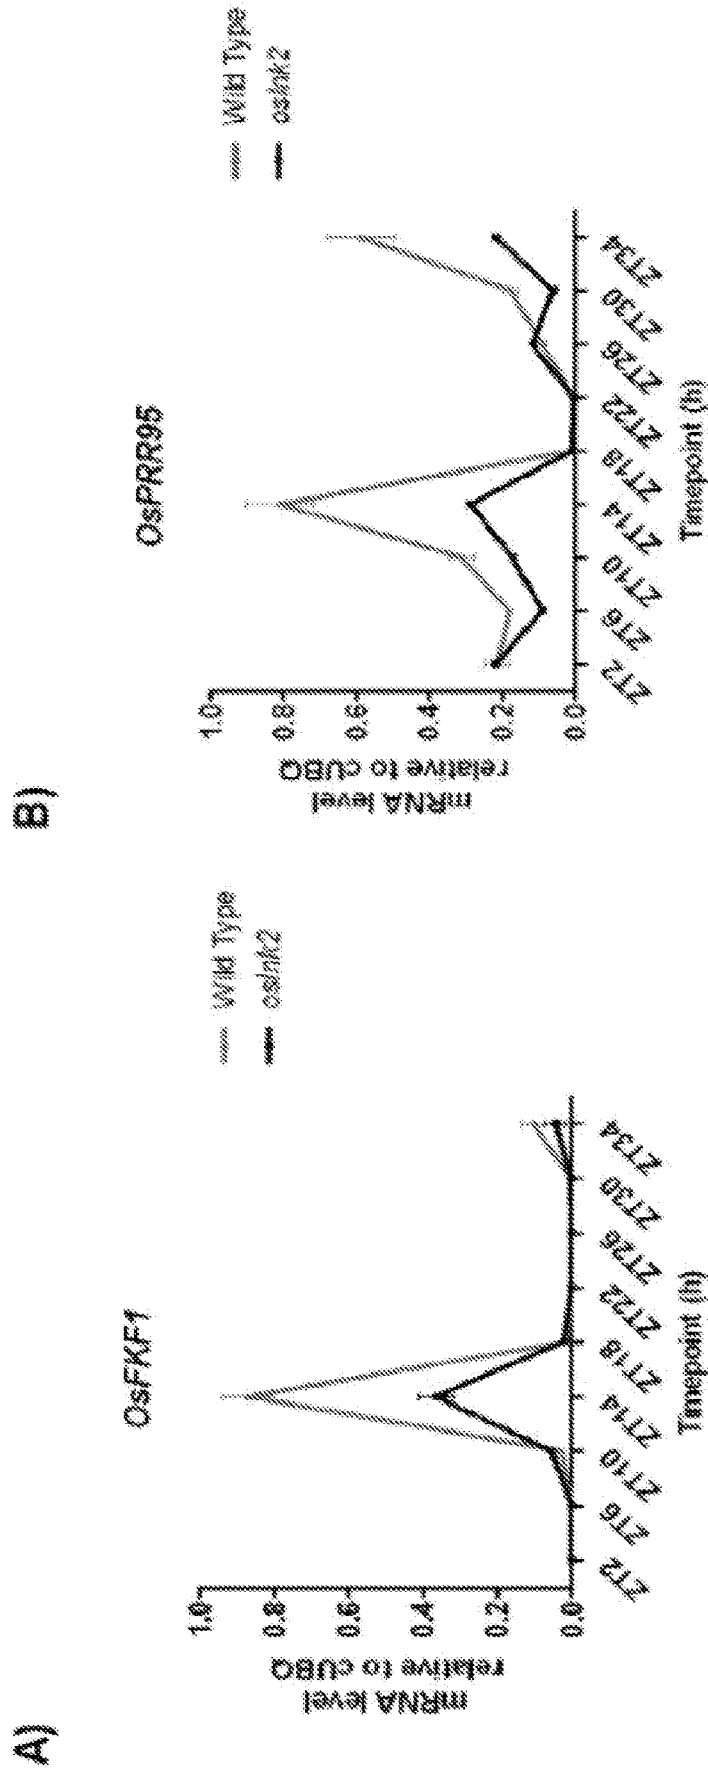 A)
OsFKF1
Wild Type
oslnk2
mRNA level
relative to cUBQ
1.0
0.8
0.6
0.4
0.2
0.0
ZT2
ZT6
ZT10
ZT14
ZT18
ZT22
ZT26
ZT30
ZT34
Timepoint (h)
B)
OsPRR95
Wild Type
oslnk2
mRNA level
relative to cUBQ
1.0
0.8
0.6
0.4
0.2
0.0
ZT2
ZT6
ZT10
ZT14
ZT18
ZT22
ZT26
ZT30
ZT34
Timepoint (h)